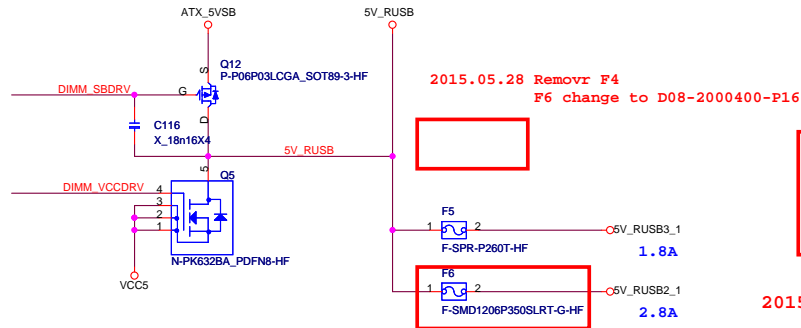 ATX_5VSB
5V_RUSB
S
Q12
P-P06P03LCGA_SOT89-3-HF
2015.05.28 Removr F4
F6 change to D08-2000400-P16
DIMM_SBDRV
G
D
C116
X_18n16X4
5V_RUSB
5
Q5
DIMM_VCCDRV
4
3
2
1
N-PK632BA_PDFN8-HF
VCC5
F5
1
2
5V_RUSB3_1
F-SPR-P260T-HF
1.8A
F6
1
2
5V_RUSB2_1
F-SMD1206P350SLRT-G-HF
2.8A
2015